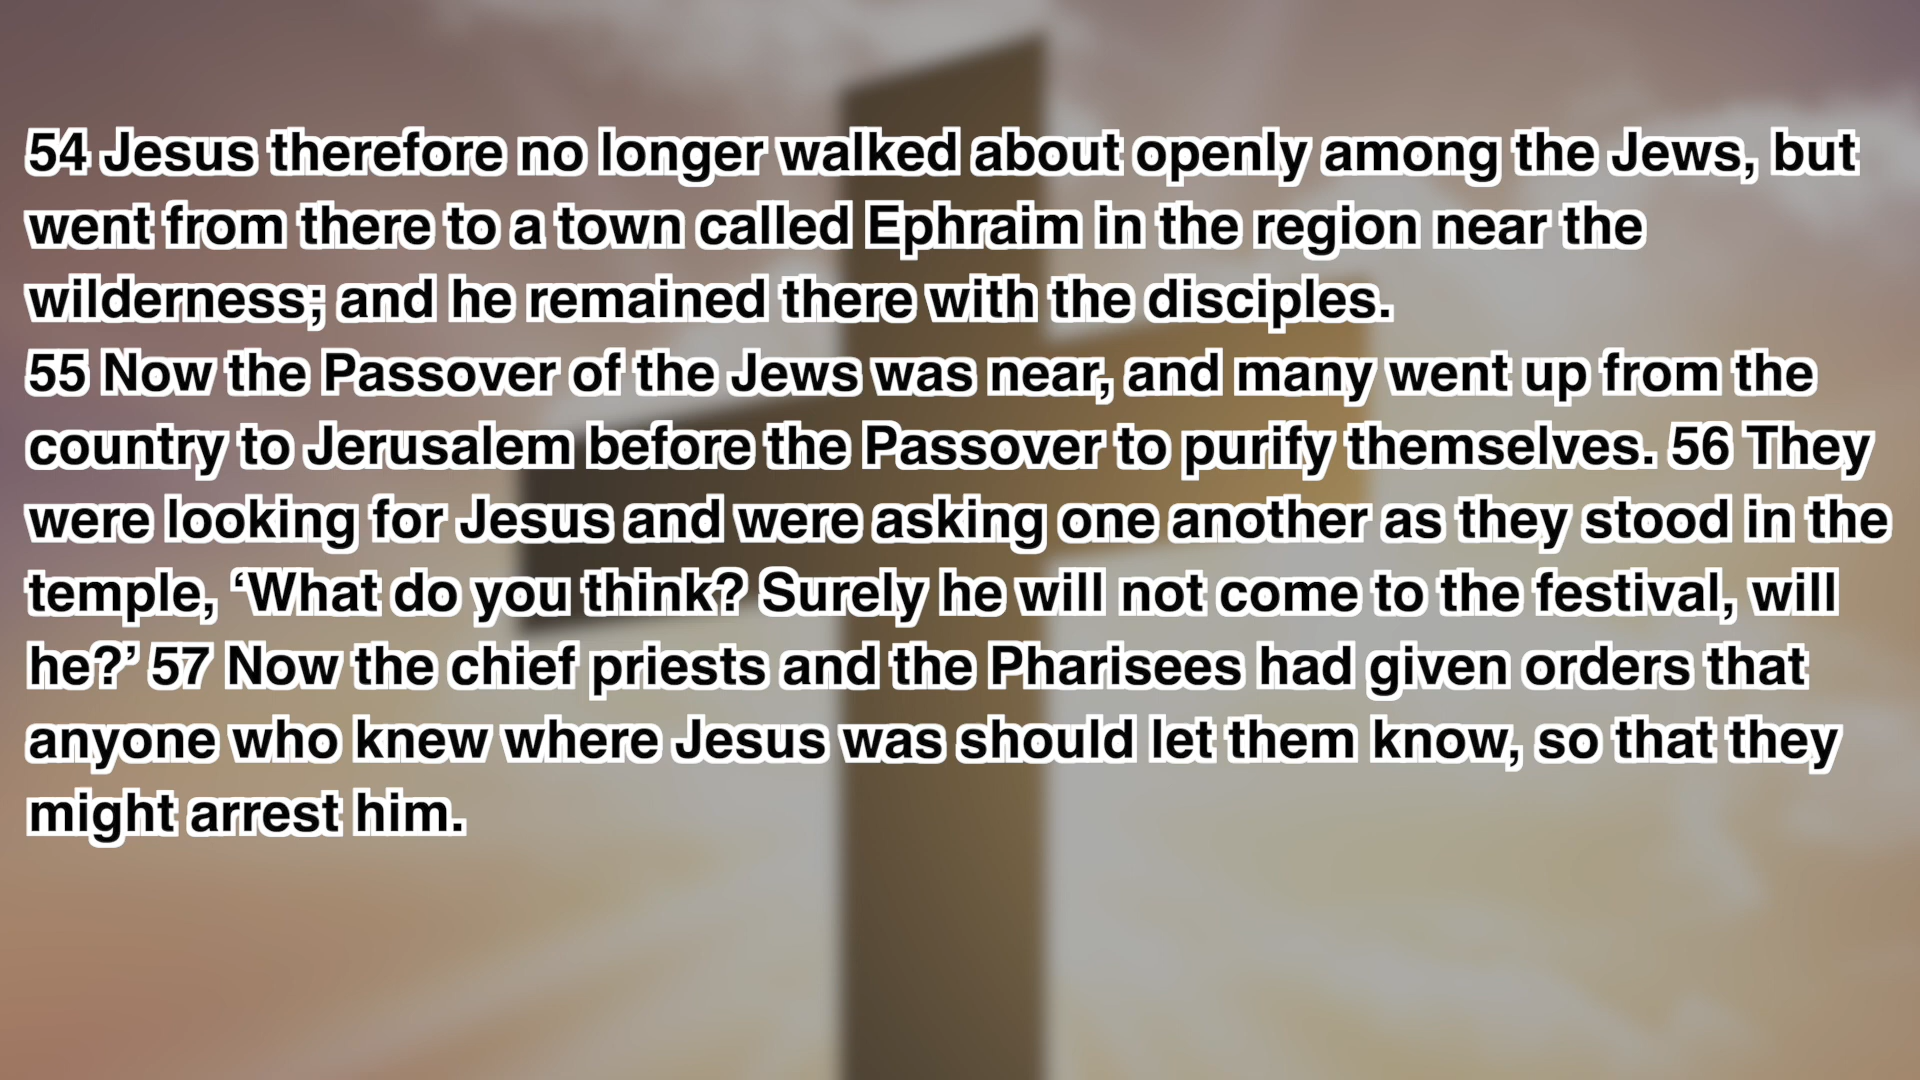 54 Jesus therefore no longer walked about openly among the Jews, but
went from there to a town called Ephraim in the region near the
wilderness; and he remained there with the disciples.
55 Now the Passover of the Jews was near, and many went up from the
country to Jerusalem before the Passover to purify themselves. 56 They
were looking for Jesus and were asking one another as they stood in the
temple, ‘What do you think? Surely he will not come to the festival, will
he?’ 57 Now the chief priests and the Pharisees had given orders that
anyone who knew where Jesus was should let them know, so that they
might arrest him.